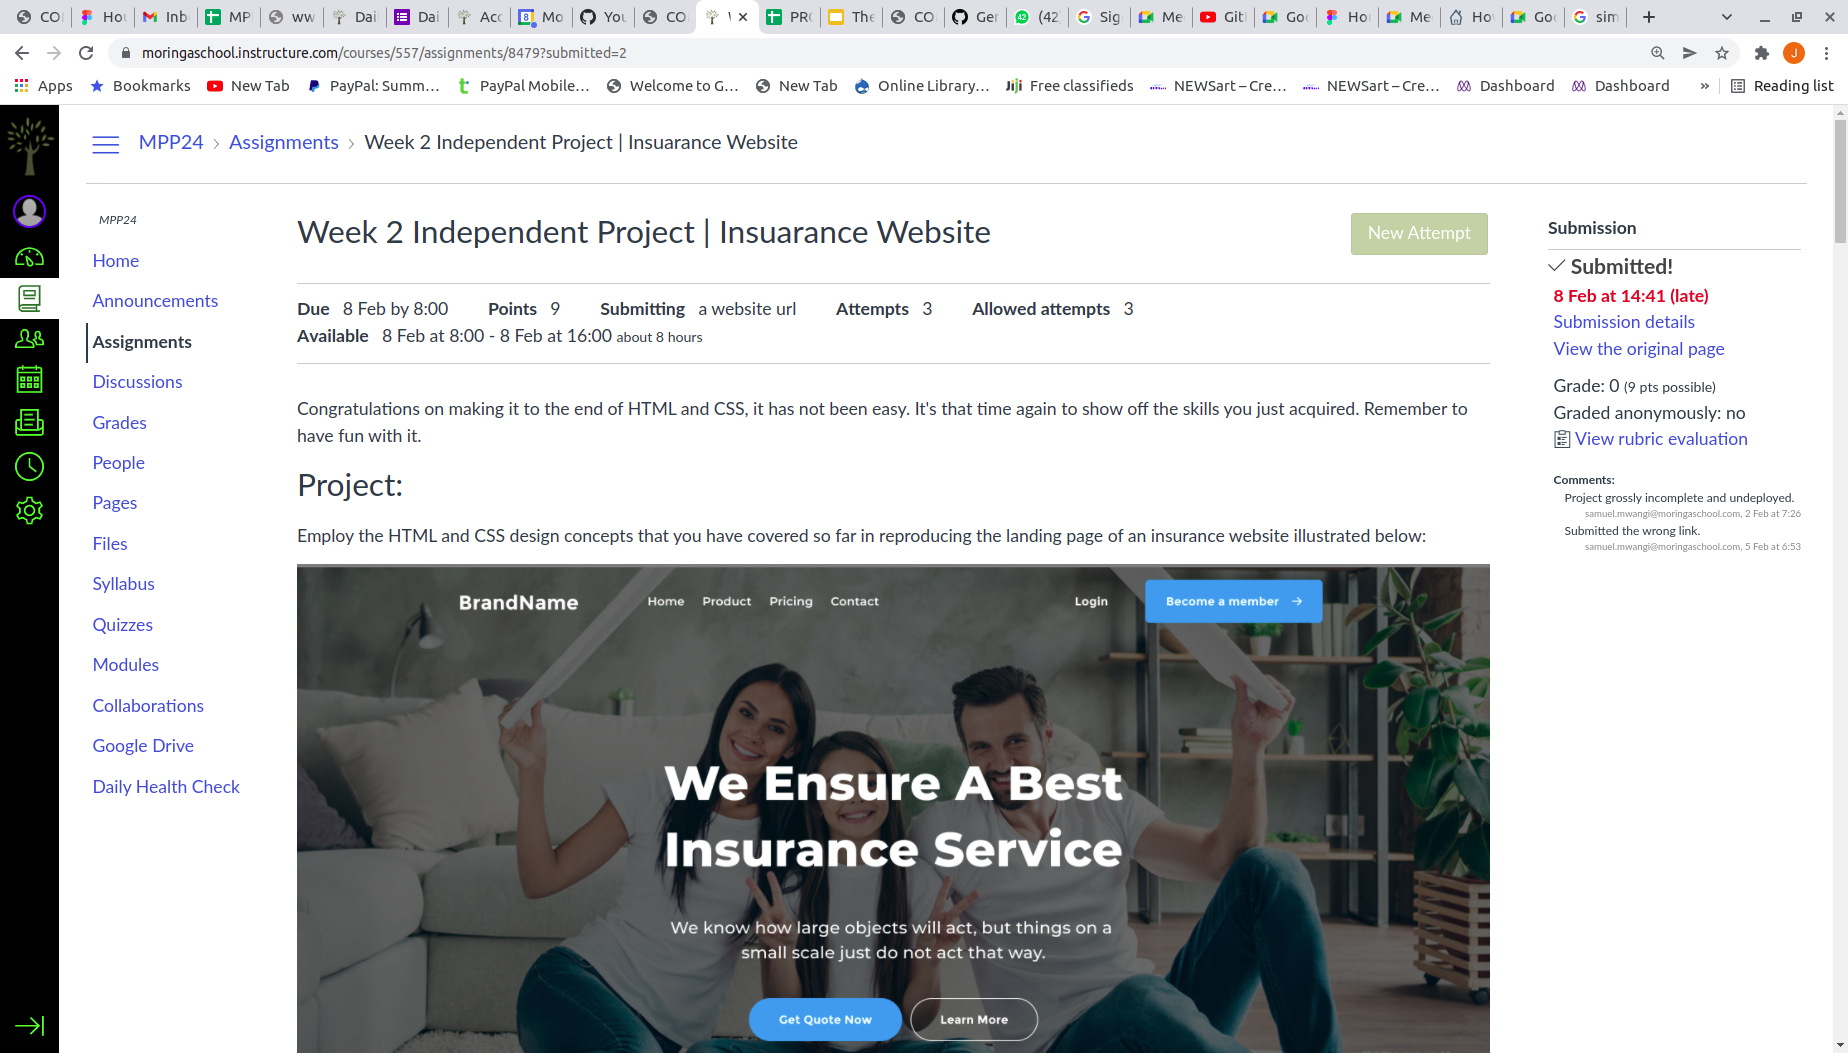 COI
Hou
Inb
MP
ww
Dai
Dai
Acc
Mo
You
CO
PRO
The
CO
Ger
(42)
Sig
Me
Git
Goo
Hou
Me
Hov
Goo
sim
moringaschool.instructure.com/courses/557/assignments/8479?submitted=2
J
Apps
Bookmarks
New Tab
PayPal: Summ...
PayPal Mobile...
Welcome to G...
New Tab
Online Library...
Jiji Free classifieds
NEWSart – Cre...
NEWSart – Cre...
Dashboard
Dashboard
»
Reading list
MPP24 › Assignments › Week 2 Independent Project | Insuarance Website
MPP24
Home
Announcements
Assignments
Discussions
Grades
People
Pages
Files
Syllabus
Quizzes
Modules
Collaborations
Google Drive
Daily Health Check
Week 2 Independent Project | Insuarance Website
New Attempt
Due 8 Feb by 8:00 Points 9 Submitting a website url Attempts 3 Allowed attempts 3
Available 8 Feb at 8:00 - 8 Feb at 16:00 about 8 hours
Congratulations on making it to the end of HTML and CSS, it has not been easy. It's that time again to show off the skills you just acquired. Remember to
have fun with it.
Project:
Employ the HTML and CSS design concepts that you have covered so far in reproducing the landing page of an insurance website illustrated below:
BrandName
Home Product Pricing Contact
Login
Become a member →
We Ensure A Best
Insurance Service
We know how large objects will act, but things on a
small scale just do not act that way.
Get Quote Now
Learn More
Submission
Submitted!
8 Feb at 14:41 (late)
Submission details
View the original page
Grade: 0 (9 pts possible)
Graded anonymously: no
View rubric evaluation
Comments:
Project grossly incomplete and undeployed.
samuel.mwangi@moringaschool.com, 2 Feb at 7:26
Submitted the wrong link.
samuel.mwangi@moringaschool.com, 5 Feb at 6:53